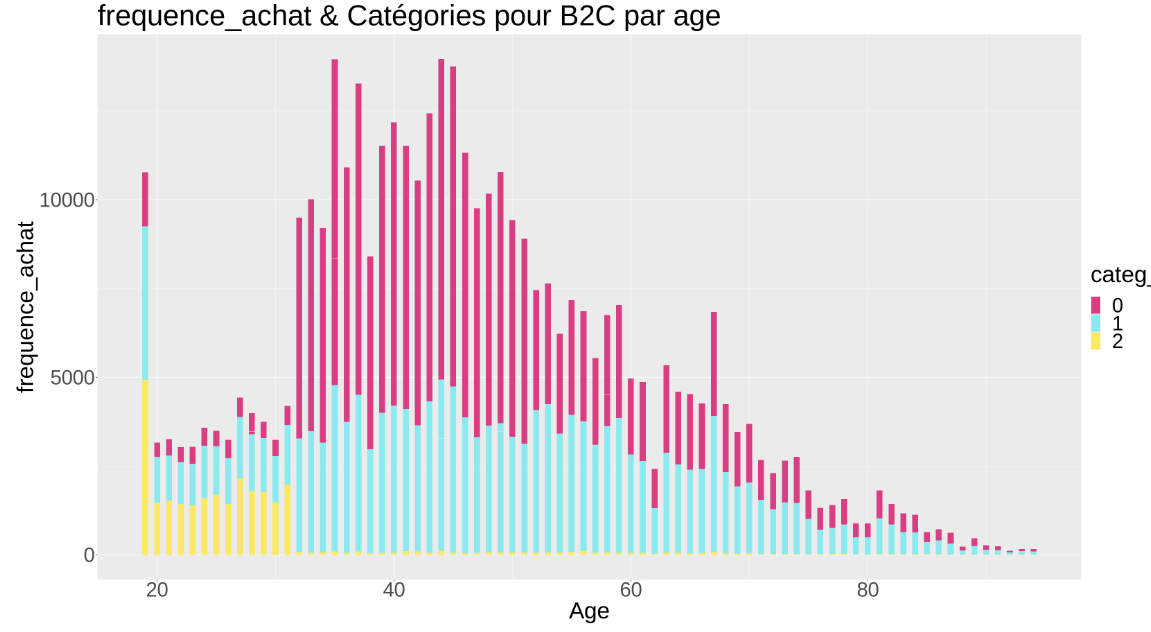 frequence_achat & Catégories pour B2C par age
frequence_achat
10000
5000
0
20
40
60
80
Age
categ_
0
1
2